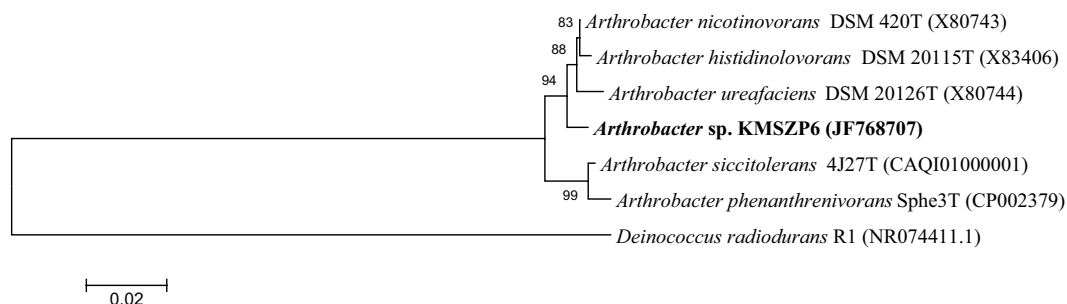 83 Arthrobacter nicotinovorans DSM 420T (X80743)
88 Arthrobacter histidinolovorans DSM 20115T (X83406)
94 Arthrobacter ureafaciens DSM 20126T (X80744)
Arthrobacter sp. KMSZP6 (JF768707)
Arthrobacter siccitolerans 4J27T (CAQI01000001)
99 Arthrobacter phenanthrenivorans Sphe3T (CP002379)
Deinococcus radiodurans R1 (NR074411.1)
0.02